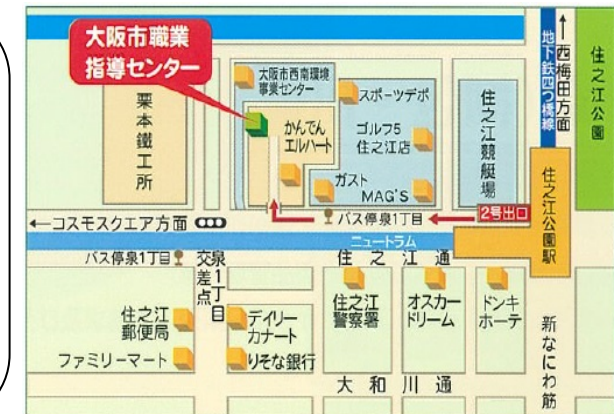 大阪市職業
指導センター
大阪市西南環境
事業センター
スポーツデポ
栗本鐵工所
かんでん
エルハート
ゴルフ5
住之江店
ガスト
MAG'S
住之江競艇場
地下鉄四つ橋線
西梅田方面
住之江公園
住之江公園駅
2号出口
バス停泉1丁目
←コスモスクエア方面
ニュートラム
バス停泉1丁目
住之江通
泉1丁目
交差点
住之江
郵便局
ファミリーマート
デイリー
カナート
りそな銀行
住之江
警察署
オスカー
ドリーム
ドンキ
ホーテ
大和川通
新なにわ筋